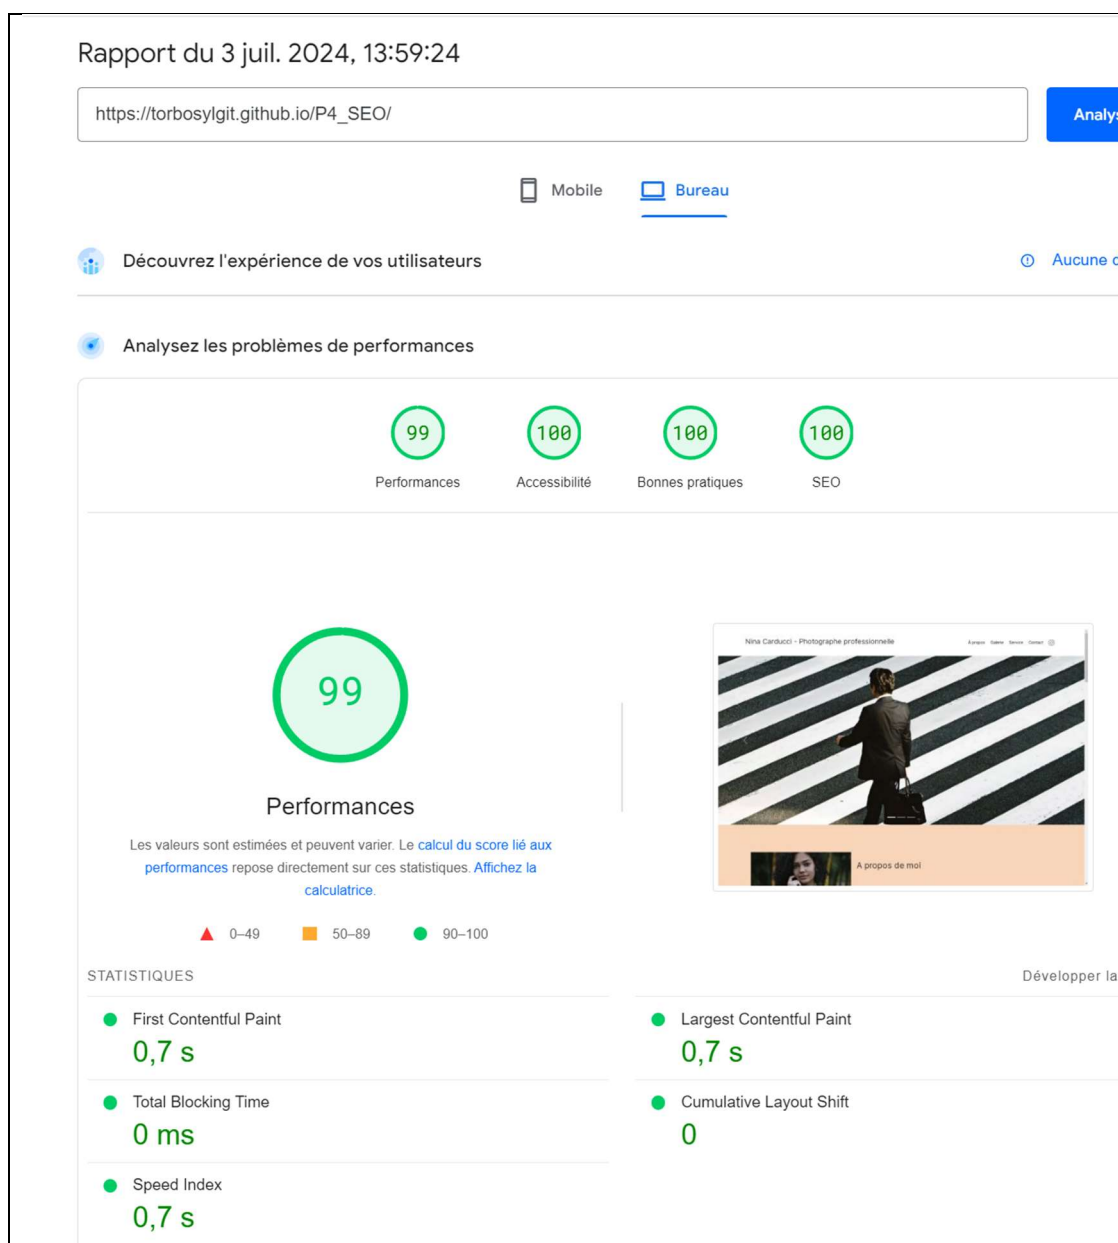 Rapport du 3 juil. 2024, 13:59:24
https://torbosylgit.github.io/P4_SEO/
Analys
Mobile
Bureau
Découvrez l'expérience de vos utilisateurs
Aucune
Analysez les problèmes de performances
99
100
100
100
Performances
Accessibilité
Bonnes pratiques
SEO
99
Nina Carducci - Photographe professionnelle
A propos Galerie Service Contact
A propos de moi
Performances
Les valeurs sont estimées et peuvent varier. Le calcul du score lié aux
performances repose directement sur ces statistiques. Affichez la
calculatrice.
0–49
50–89
90–100
STATISTIQUES
Développer la
First Contentful Paint
0,7 s
Largest Contentful Paint
0,7 s
Total Blocking Time
0 ms
Cumulative Layout Shift
0
Speed Index
0,7 s